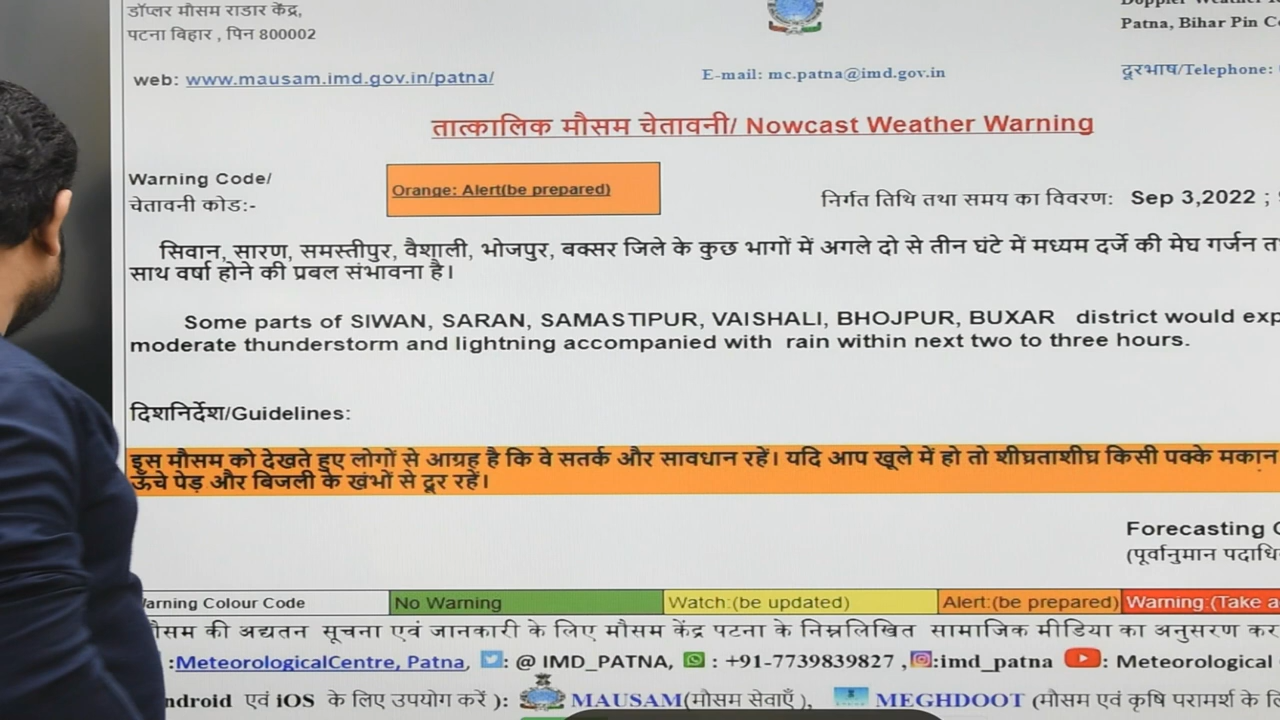 डॉप्लर मौसम राडार केंद्र,
पटना बिहार , पिन 800002
Doppler Weather
Patna, Bihar Pin
web: www.mausam.imd.gov.in/patna/
E-mail: mc.patna@imd.gov.in
दूरभाष/Telephone:
तात्कालिक मौसम चेतावनी/ Nowcast Weather Warning
Warning Code/
चेतावनी कोड:-
Orange: Alert(be prepared)
निर्गत तिथि तथा समय का विवरण: Sep 3,2022 ;
सिवान, सारण, समस्तीपुर, वैशाली, भोजपुर, बक्सर जिले के कुछ भागों में अगले दो से तीन घंटे में मध्यम दर्जे की मेघ गर्जन
साथ वर्षा होने की प्रबल संभावना है।
Some parts of SIWAN, SARAN, SAMASTIPUR, VAISHALI, BHOJPUR, BUXAR district would
moderate thunderstorm and lightning accompanied with rain within next two to three hours.
दिशनिर्देश/Guidelines:
इस मौसम को देखते हुए लोगों से आग्रह है कि वे सतर्क और सावधान रहें। यदि आप खूले में हो तो शीघ्रताशीघ्र किसी पक्के मकान
ऊँचे पेड़ और बिजली के खंभों से दूर रहें।
Forecasting
(पूर्वानुमान
arning Colour Code No Warning Watch:(be updated) Alert:(be prepared) Warning:(Take a
ौसम की अद्यतन सूचना एवं जानकारी के लिए मौसम केंद्र पटना के निम्नलिखित सामाजिक मीडिया का अनुसरण कर
:MeteorologicalCentre, Patna, : @ IMD_PATNA, : +91-7739839827 , :imd_patna : Meteorological
ndroid एवं iOS के लिए उपयोग करें ): MAUSAM(मौसम सेवाएँ ), MEGHDOOT (मौसम एवं कृषि परामर्श के